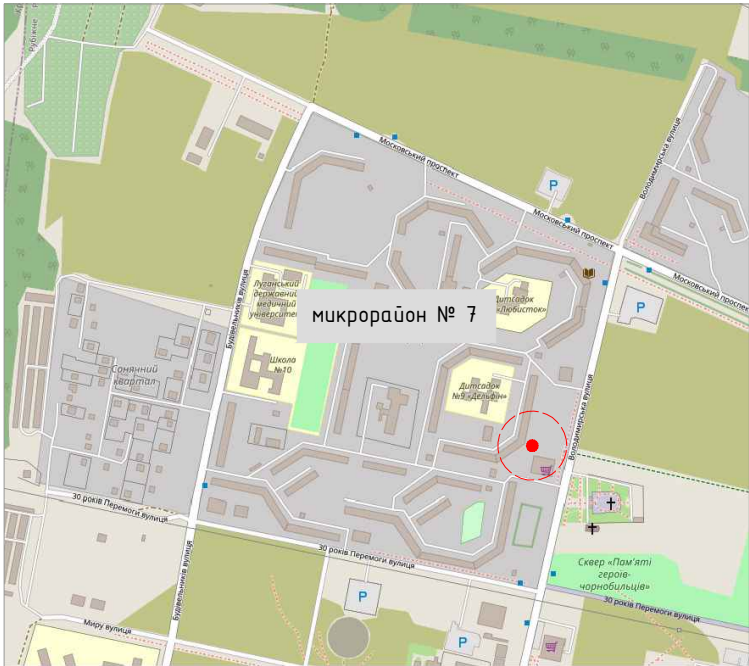 Рубіжне
Московський проспект
Володимирська вулиця
P
Московський проспект
Московський
P
Будівельників вулиця
Луганський
державний
медичний
університет
Дитсадок
«Любисток»
микрорайон № 7
Школа
№10
Сонячний
квартал
Дитсадок
№9 «Дельфін»
Володимирська вулиця
30 років Перемоги вулиця
30 років Перемоги вулиця
Будівельників вулиця
Сквер «Пам'яті
героїв-
чорнобильців»
30 років Перемоги вулиця
P
Миру вулиця
P